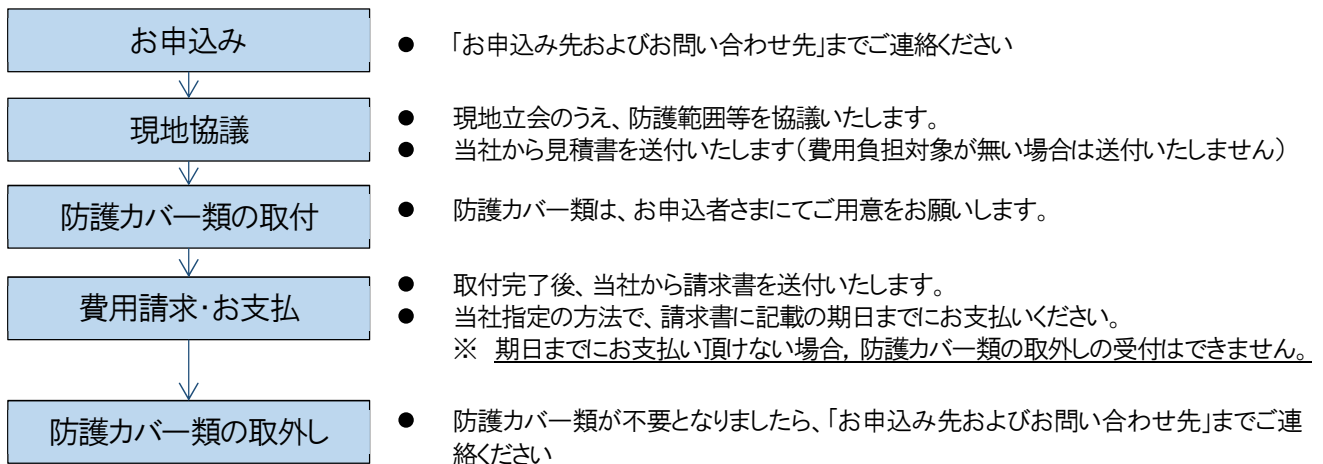 お申込み
● 「お申込み先およびお問い合わせ先」までご連絡ください
現地協議
● 現地立会のうえ、防護範囲等を協議いたします。
● 当社から見積書を送付いたします（費用負担対象が無い場合は送付いたしません）
防護カバー類の取付
● 防護カバー類は、お申込者さまにてご用意をお願いします。
費用請求・お支払
● 取付完了後、当社から請求書を送付いたします。
● 当社指定の方法で、請求書に記載の期日までにお支払いください。
※ 期日までにお支払い頂けない場合，防護カバー類の取外しの受付はできません。
防護カバー類の取外し
● 防護カバー類が不要となりましたら、「お申込み先およびお問い合わせ先」までご連
絡ください